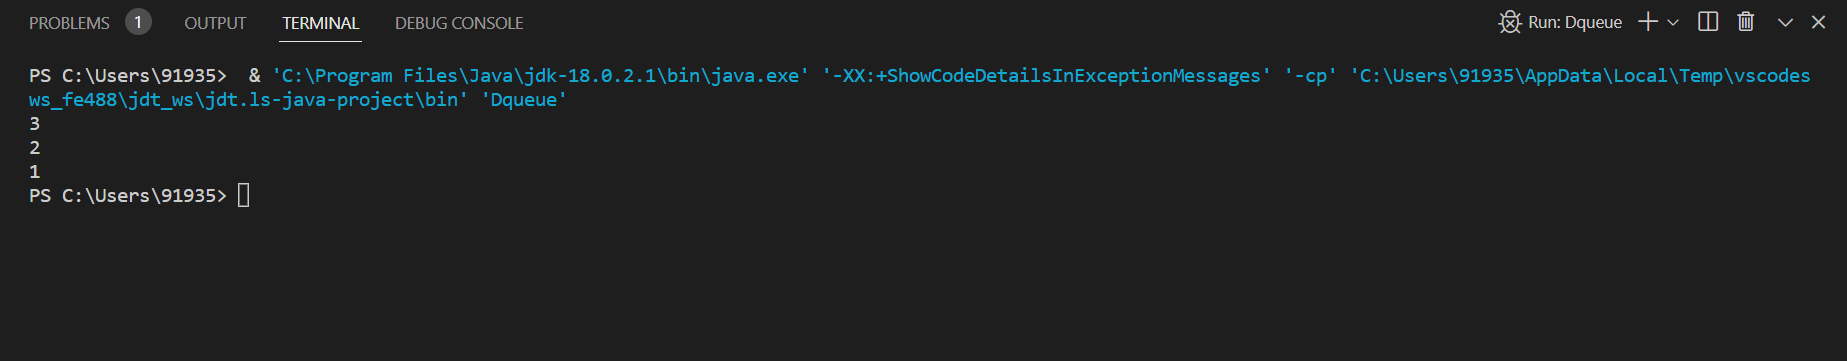 PROBLEMS 1 OUTPUT TERMINAL DEBUG CONSOLE Run: Dqueue
PS C:\Users\91935>  & 'C:\Program Files\Java\jdk-18.0.2.1\bin\java.exe' '-XX:+ShowCodeDetailsInExceptionMessages' '-cp' 'C:\Users\91935\AppData\Local\Temp\vscodes
ws_fe488\jdt_ws\jdt.ls-java-project\bin' 'Dqueue'
3
2
1
PS C:\Users\91935>